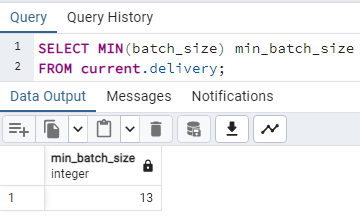 Query Query History
1 SELECT MIN(batch_size) min_batch_size
2 FROM current.delivery;
Data Output Messages Notifications
min_batch_size
integer
1 13